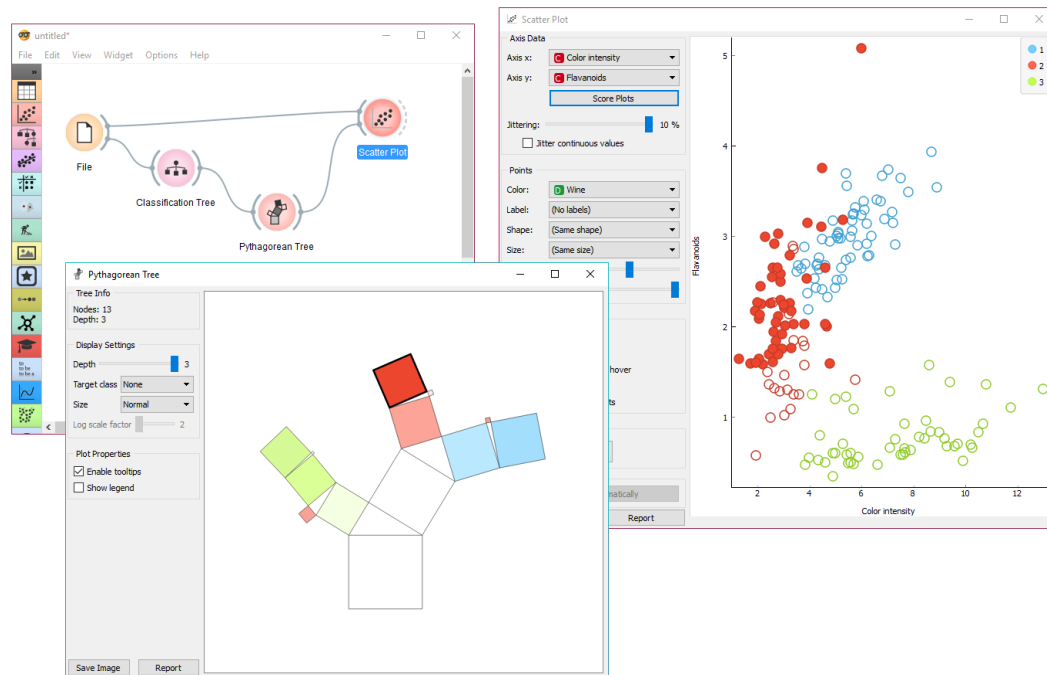 untitled*
File Edit View Widget Options Help
»
File
Classification Tree
Pythagorean Tree
Scatter Plot
Scatter Plot
Axis Data
Axis x: C Color intensity
Axis y: C Flavanoids
Score Plots
Jittering: 10 %
Jitter continuous values
Points
Color: D Wine
Label: (No labels)
Shape: (Same shape)
Size: (Same size)
hover
ts
matically
Report
Flavanoids
5
4
3
2
1
2 4 6 8 10 12
Color intensity
1
2
3
Pythagorean Tree
Tree Info
Nodes: 13
Depth: 3
Display Settings
Depth 3
Target class None
Size Normal
Log scale factor 2
Plot Properties
Enable tooltips
Show legend
Save Image Report